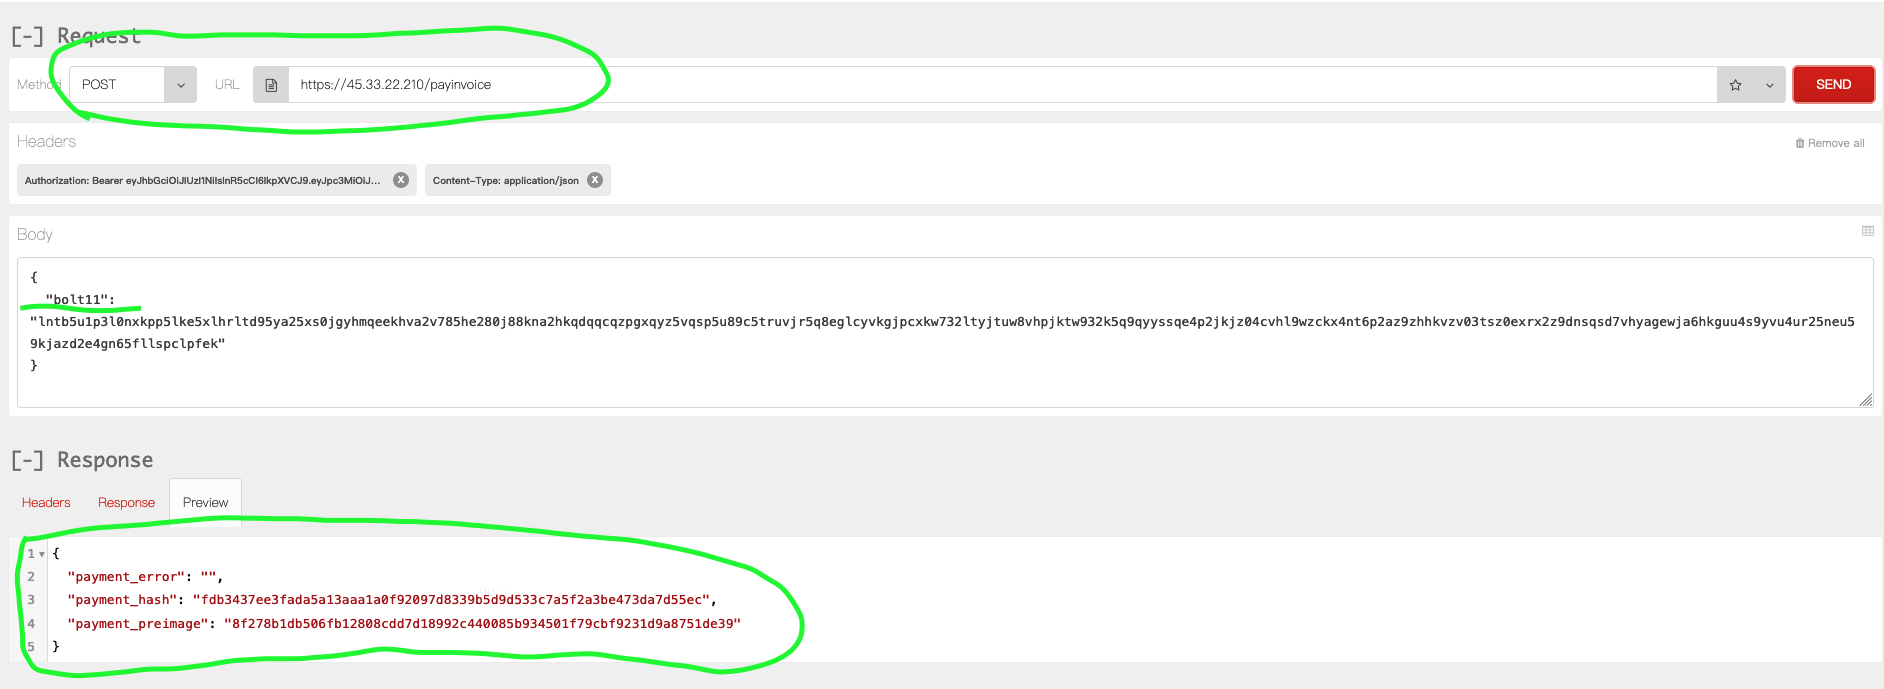 [-] Request
Method POST URL https://45.33.22.210/payinvoice SEND
Headers Remove all
Authorization: Bearer eyJhbGciOiJIUzI1NiIsInR5cCI6IkpXVCJ9.eyJpc3MiOiJ... X Content-Type: application/json X
Body
{
"bolt11":
"lntb5u1p3l0nxkpp5lke5xlhrltd95ya25xs0jgyhmqeekhva2v785he280j88kna2hkqdqqcqzpgxqyz5vqsp5u89c5truvjr5q8eglcyvkgjpcxkw732ltyjtuw8vhpjktw932k5q9qyyssqe4p2jkjz04cvhl9wzckx4nt6p2az9zhhkvzv03tsz0exrx2z9dnsqsd7vhyagewja6hkguu4s9yvu4ur25neu5
9kjazd2e4gn65fllspclpfek"
}
[-] Response
Headers Response Preview
1 {
2 "payment_error": "",
3 "payment_hash": "fdb3437ee3fada5a13aaa1a0f92097d8339b5d9d533c7a5f2a3be473da7d55ec",
4 "payment_preimage": "8f278b1db506fb12808cdd7d18992c440085b934501f79cbf9231d9a8751de39"
5 }